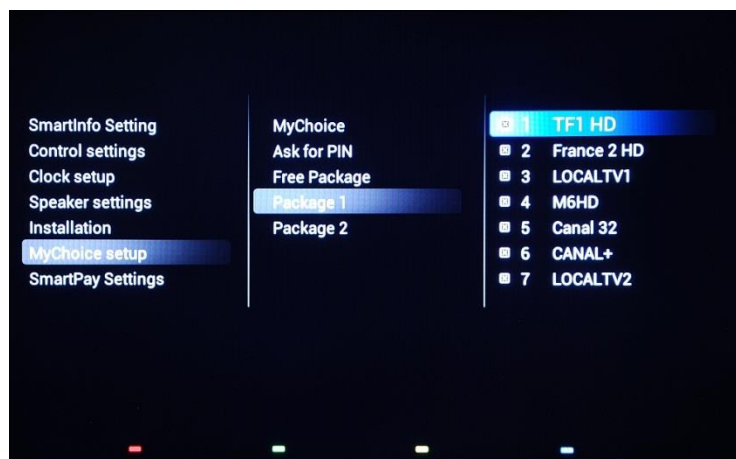 SmartInfo Setting
Control settings
Clock setup
Speaker settings
Installation
MyChoice setup
SmartPay Settings
MyChoice
Ask for PIN
Free Package
Package 1
Package 2
1 TF1 HD
2 France 2 HD
3 LOCALTV1
4 M6HD
5 Canal 32
6 CANAL+
7 LOCALTV2